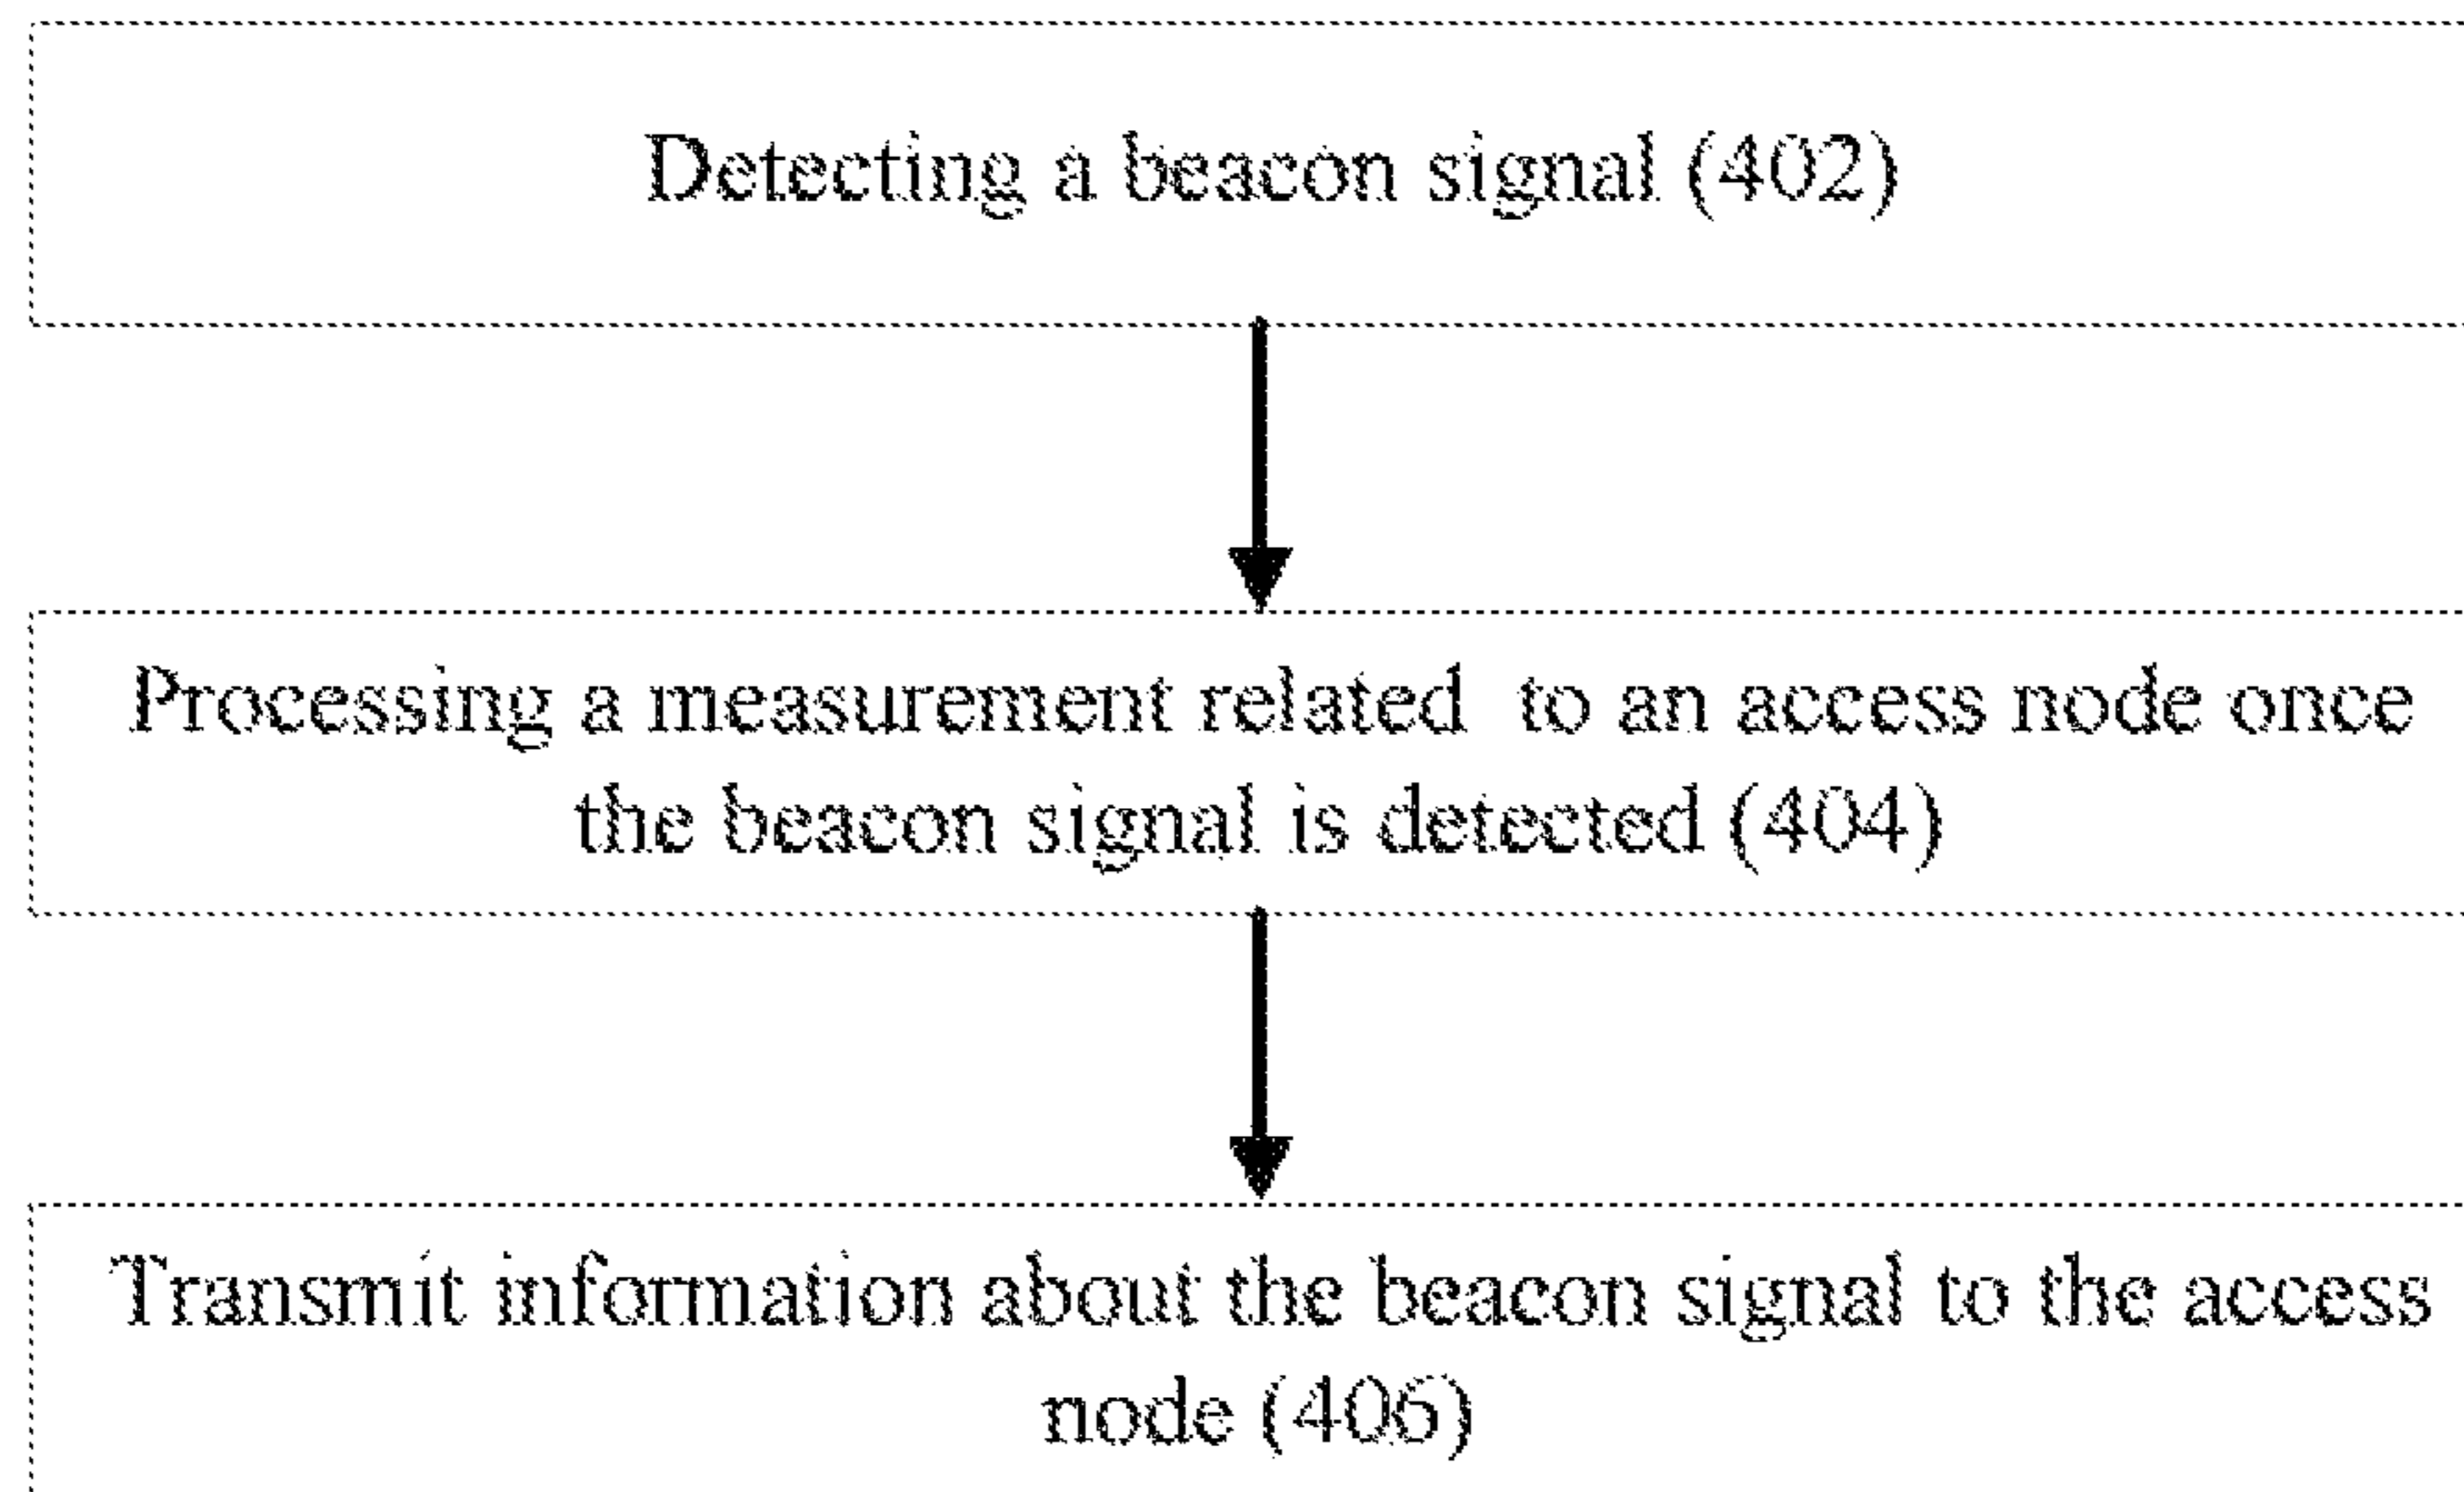 Detecting a beacon signal (402)
Processing a measurement related to an access node once
the beacon signal is detected (404)
Transmit information about the beacon signal to the access
node (406)